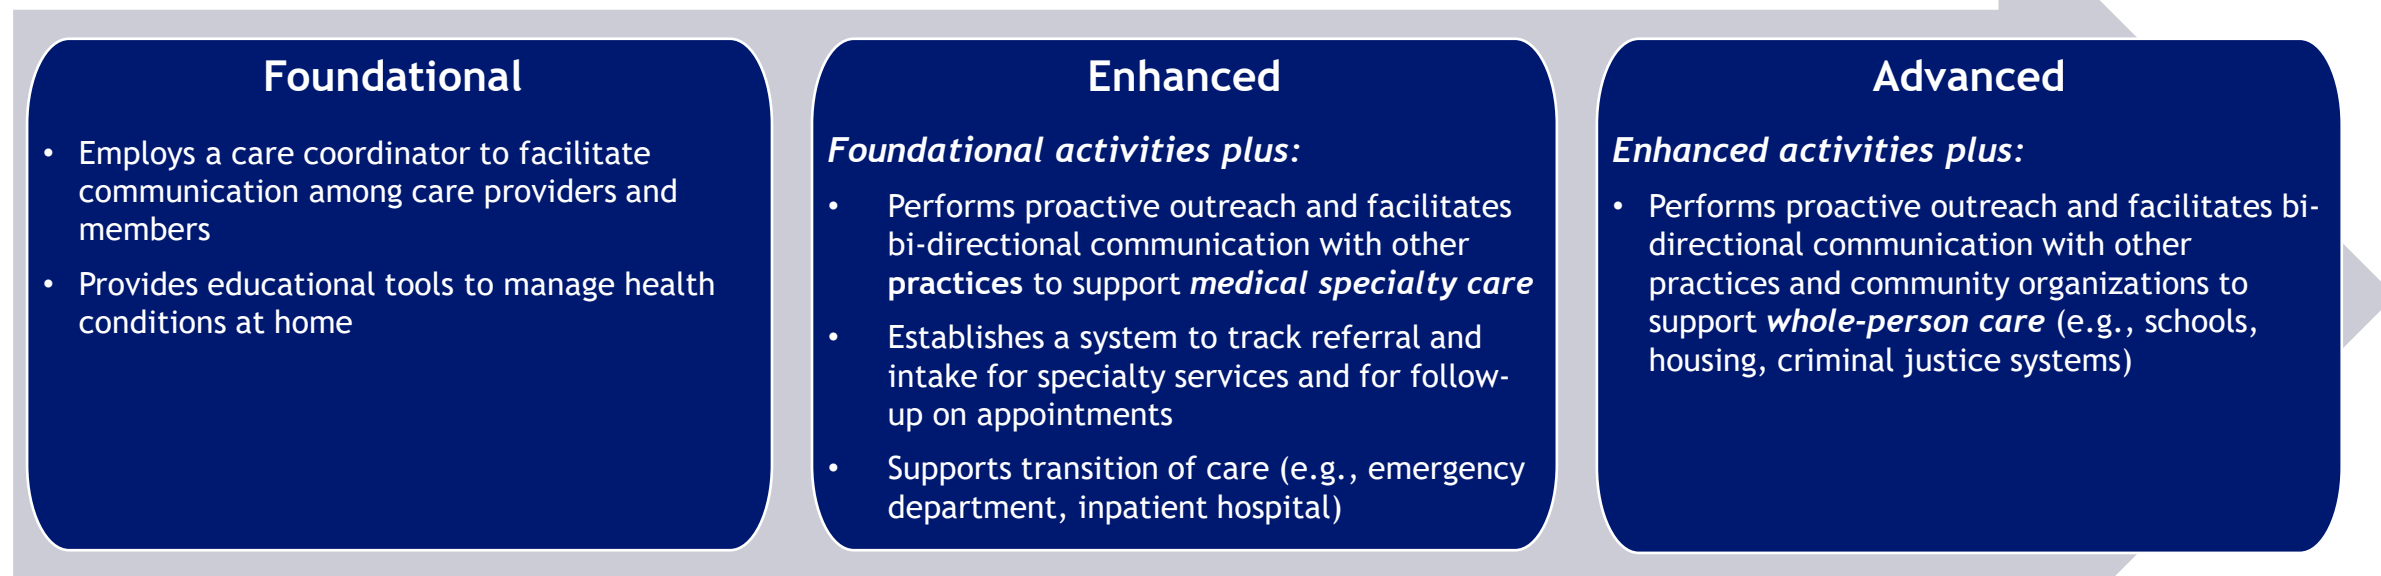 Foundational
• Employs a care coordinator to facilitate
communication among care providers and
members
• Provides educational tools to manage health
conditions at home
Enhanced
Foundational activities plus:
• Performs proactive outreach and facilitates
bi-directional communication with other
practices to support medical specialty care
• Establishes a system to track referral and
intake for specialty services and for follow-
up on appointments
• Supports transition of care (e.g., emergency
department, inpatient hospital)
Advanced
Enhanced activities plus:
• Performs proactive outreach and facilitates bi-
directional communication with other
practices and community organizations to
support whole-person care (e.g., schools,
housing, criminal justice systems)